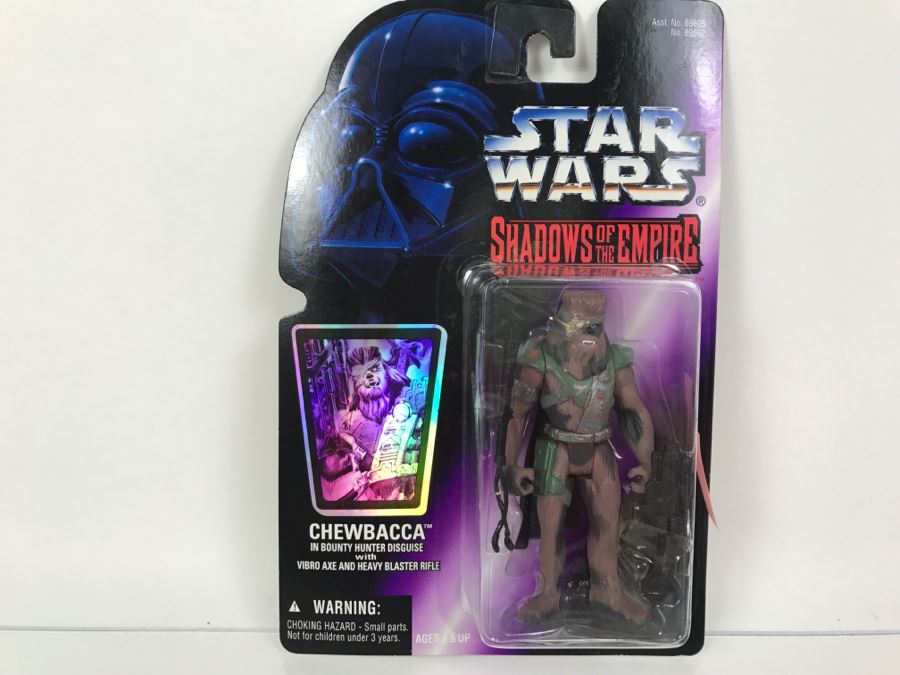 Asst. No. 69605
No. 69562
STAR
WARS®
SHADOWS OF THE EMPIRE
CHEWBACCA™
IN BOUNTY HUNTER DISGUISE
with
VIBRO AXE AND HEAVY BLASTER RIFLE
⚠ WARNING:
CHOKING HAZARD - Small parts.
Not for children under 3 years.
AGES 4 & UP